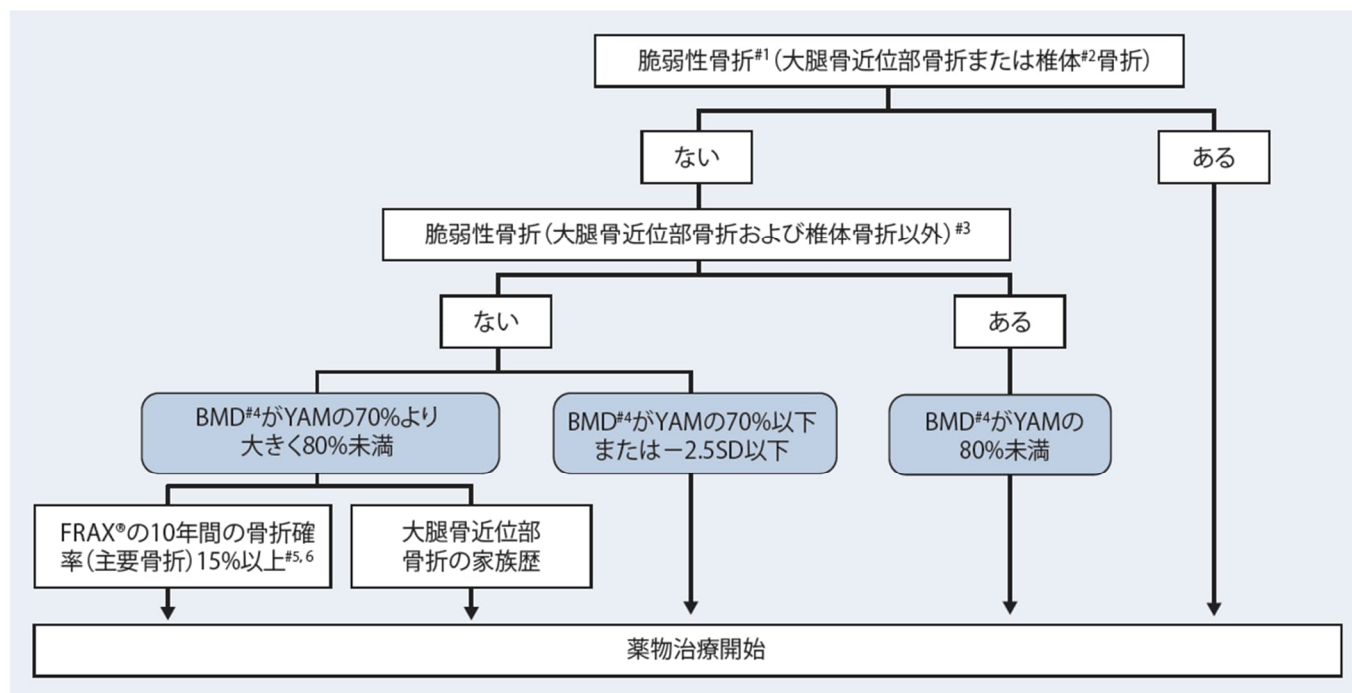 脆弱性骨折#1(大腿骨近位部骨折または椎体#2骨折)
ない
ある
脆弱性骨折(大腿骨近位部骨折および椎体骨折以外)#3
ない
ある
BMD#4がYAMの70%より
大きく80%未満
BMD#4がYAMの70%以下
または－2.5SD以下
BMD#4がYAMの
80%未満
FRAX®の10年間の骨折確
率(主要骨折)15%以上#5, 6
大腿骨近位部
骨折の家族歴
薬物治療開始